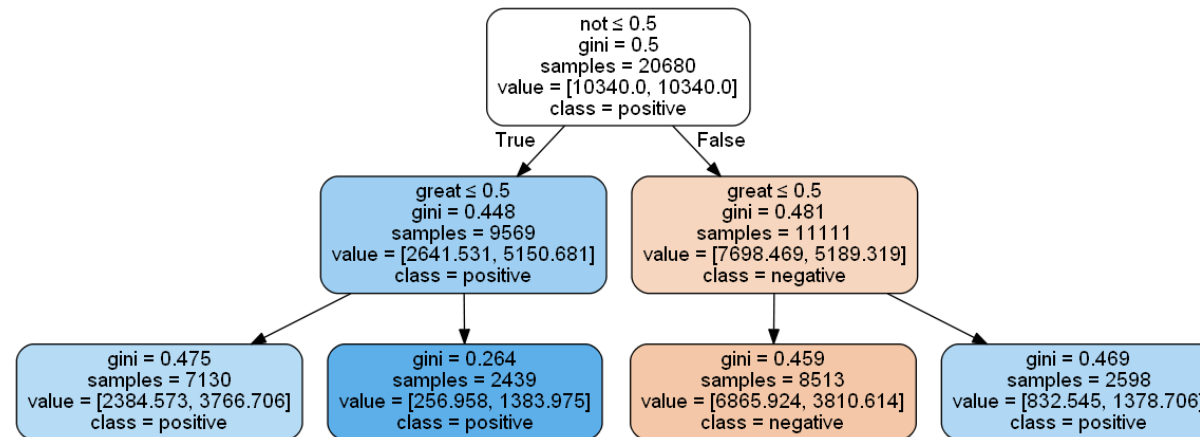 not ≤ 0.5
gini = 0.5
samples = 20680
value = [10340.0, 10340.0]
class = positive
True
False
great ≤ 0.5
gini = 0.448
samples = 9569
value = [2641.531, 5150.681]
class = positive
great ≤ 0.5
gini = 0.481
samples = 11111
value = [7698.469, 5189.319]
class = negative
gini = 0.475
samples = 7130
value = [2384.573, 3766.706]
class = positive
gini = 0.264
samples = 2439
value = [256.958, 1383.975]
class = positive
gini = 0.459
samples = 8513
value = [6865.924, 3810.614]
class = negative
gini = 0.469
samples = 2598
value = [832.545, 1378.706]
class = positive